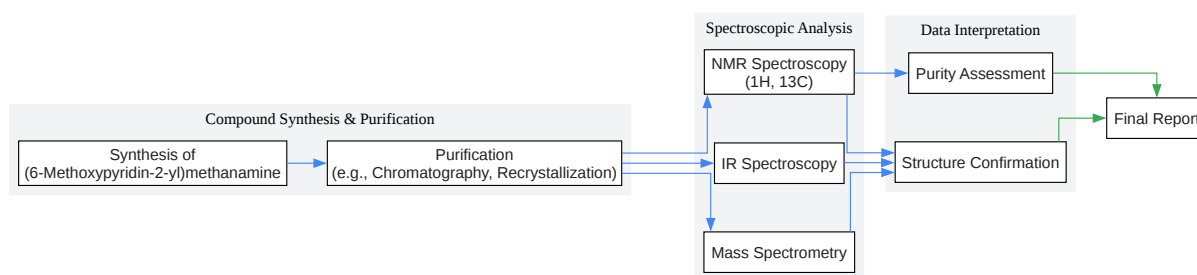 Spectroscopic Analysis
Data Interpretation
NMR Spectroscopy
(1H, 13C)
Purity Assessment
Compound Synthesis & Purification
Final Report
Synthesis of
(6-Methoxypyridin-2-yl)methanamine
Purification
(e.g., Chromatography, Recrystallization)
IR Spectroscopy
Structure Confirmation
Mass Spectrometry